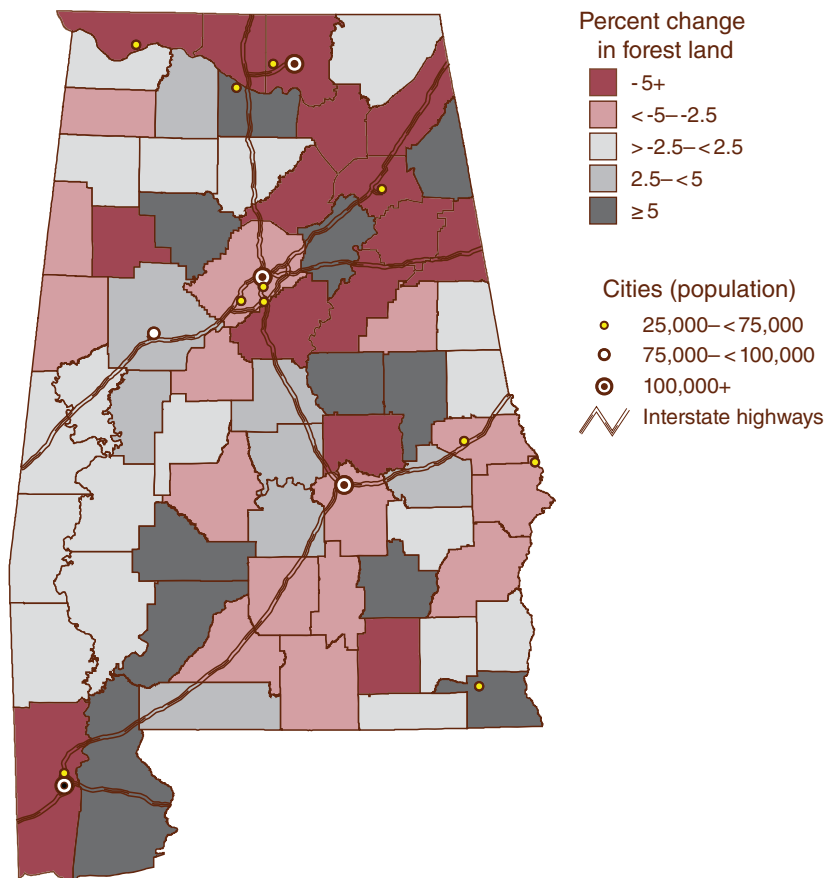 Percent change
in forest land
-5+
<-5–-2.5
>-2.5–<2.5
2.5–<5
≥5
Cities (population)
25,000–<75,000
75,000–<100,000
100,000+
Interstate highways